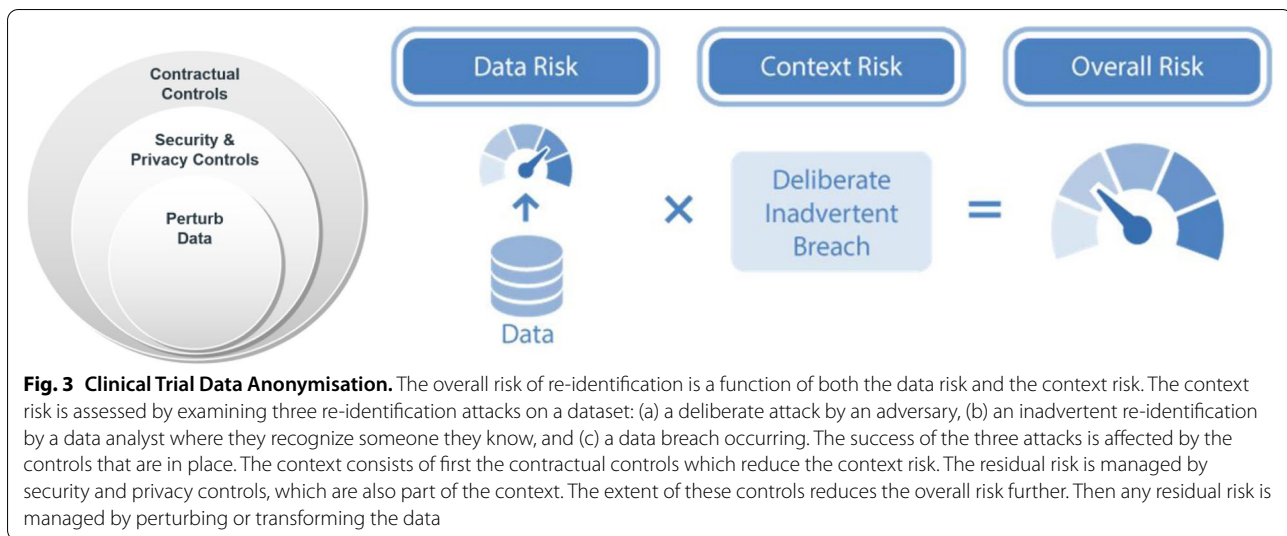 Contractual
Controls
Security &
Privacy Controls
Perturb
Data
Data Risk
Data
×
Context Risk
Deliberate
Inadvertent
Breach
=
Overall Risk
Fig. 3 Clinical Trial Data Anonymisation. The overall risk of re-identification is a function of both the data risk and the context risk. The context
risk is assessed by examining three re-identification attacks on a dataset: (a) a deliberate attack by an adversary, (b) an inadvertent re-identification
by a data analyst where they recognize someone they know, and (c) a data breach occurring. The success of the three attacks is affected by the
controls that are in place. The context consists of first the contractual controls which reduce the context risk. The residual risk is managed by
security and privacy controls, which are also part of the context. The extent of these controls reduces the overall risk further. Then any residual risk is
managed by perturbing or transforming the data